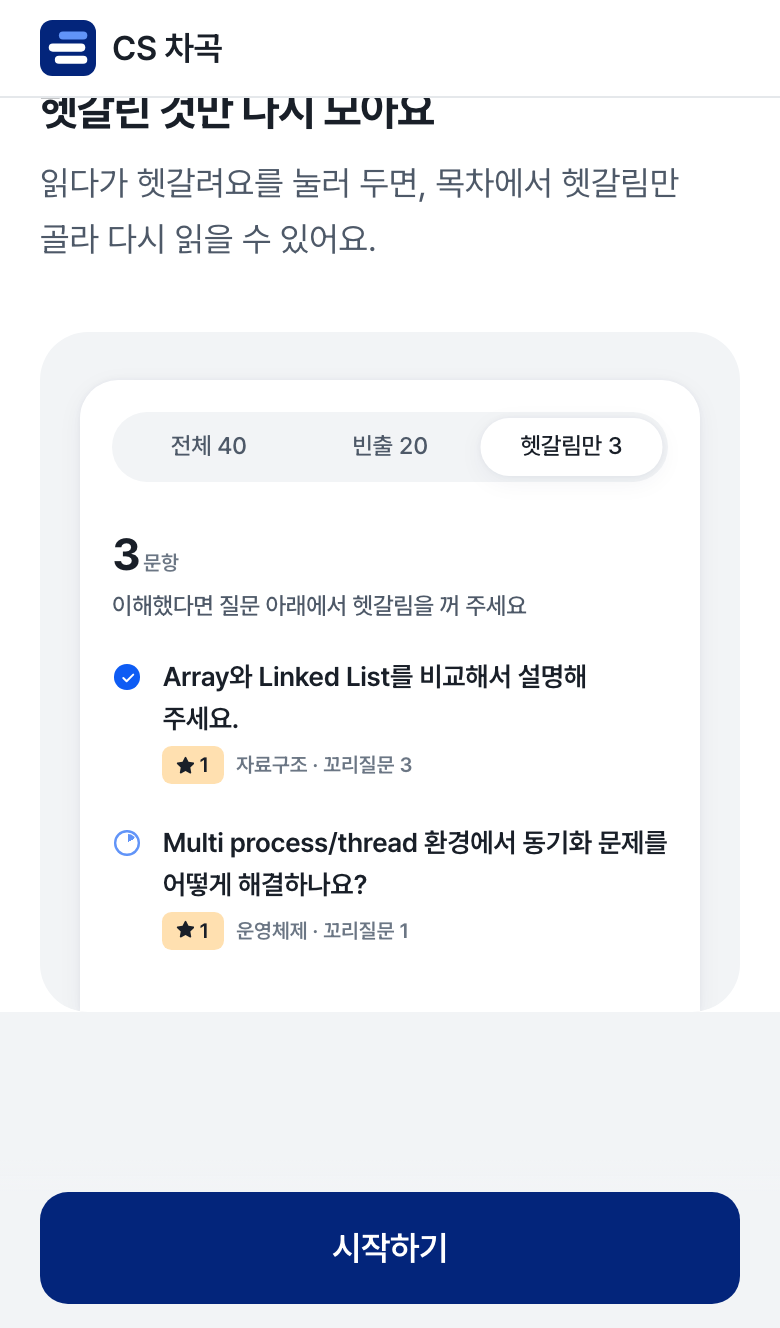 CS 차곡
헷갈린 것만 다시 모아요
읽다가 헷갈려요를 눌러 두면, 목차에서 헷갈림만
골라 다시 읽을 수 있어요.
전체 40
빈출 20
헷갈림만 3
3 문항
이해했다면 질문 아래에서 헷갈림을 꺼 주세요
Array와 Linked List를 비교해서 설명해
주세요.
★ 1 자료구조 · 꼬리질문 3
Multi process/thread 환경에서 동기화 문제를
어떻게 해결하나요?
★ 1 운영체제 · 꼬리질문 1
시작하기